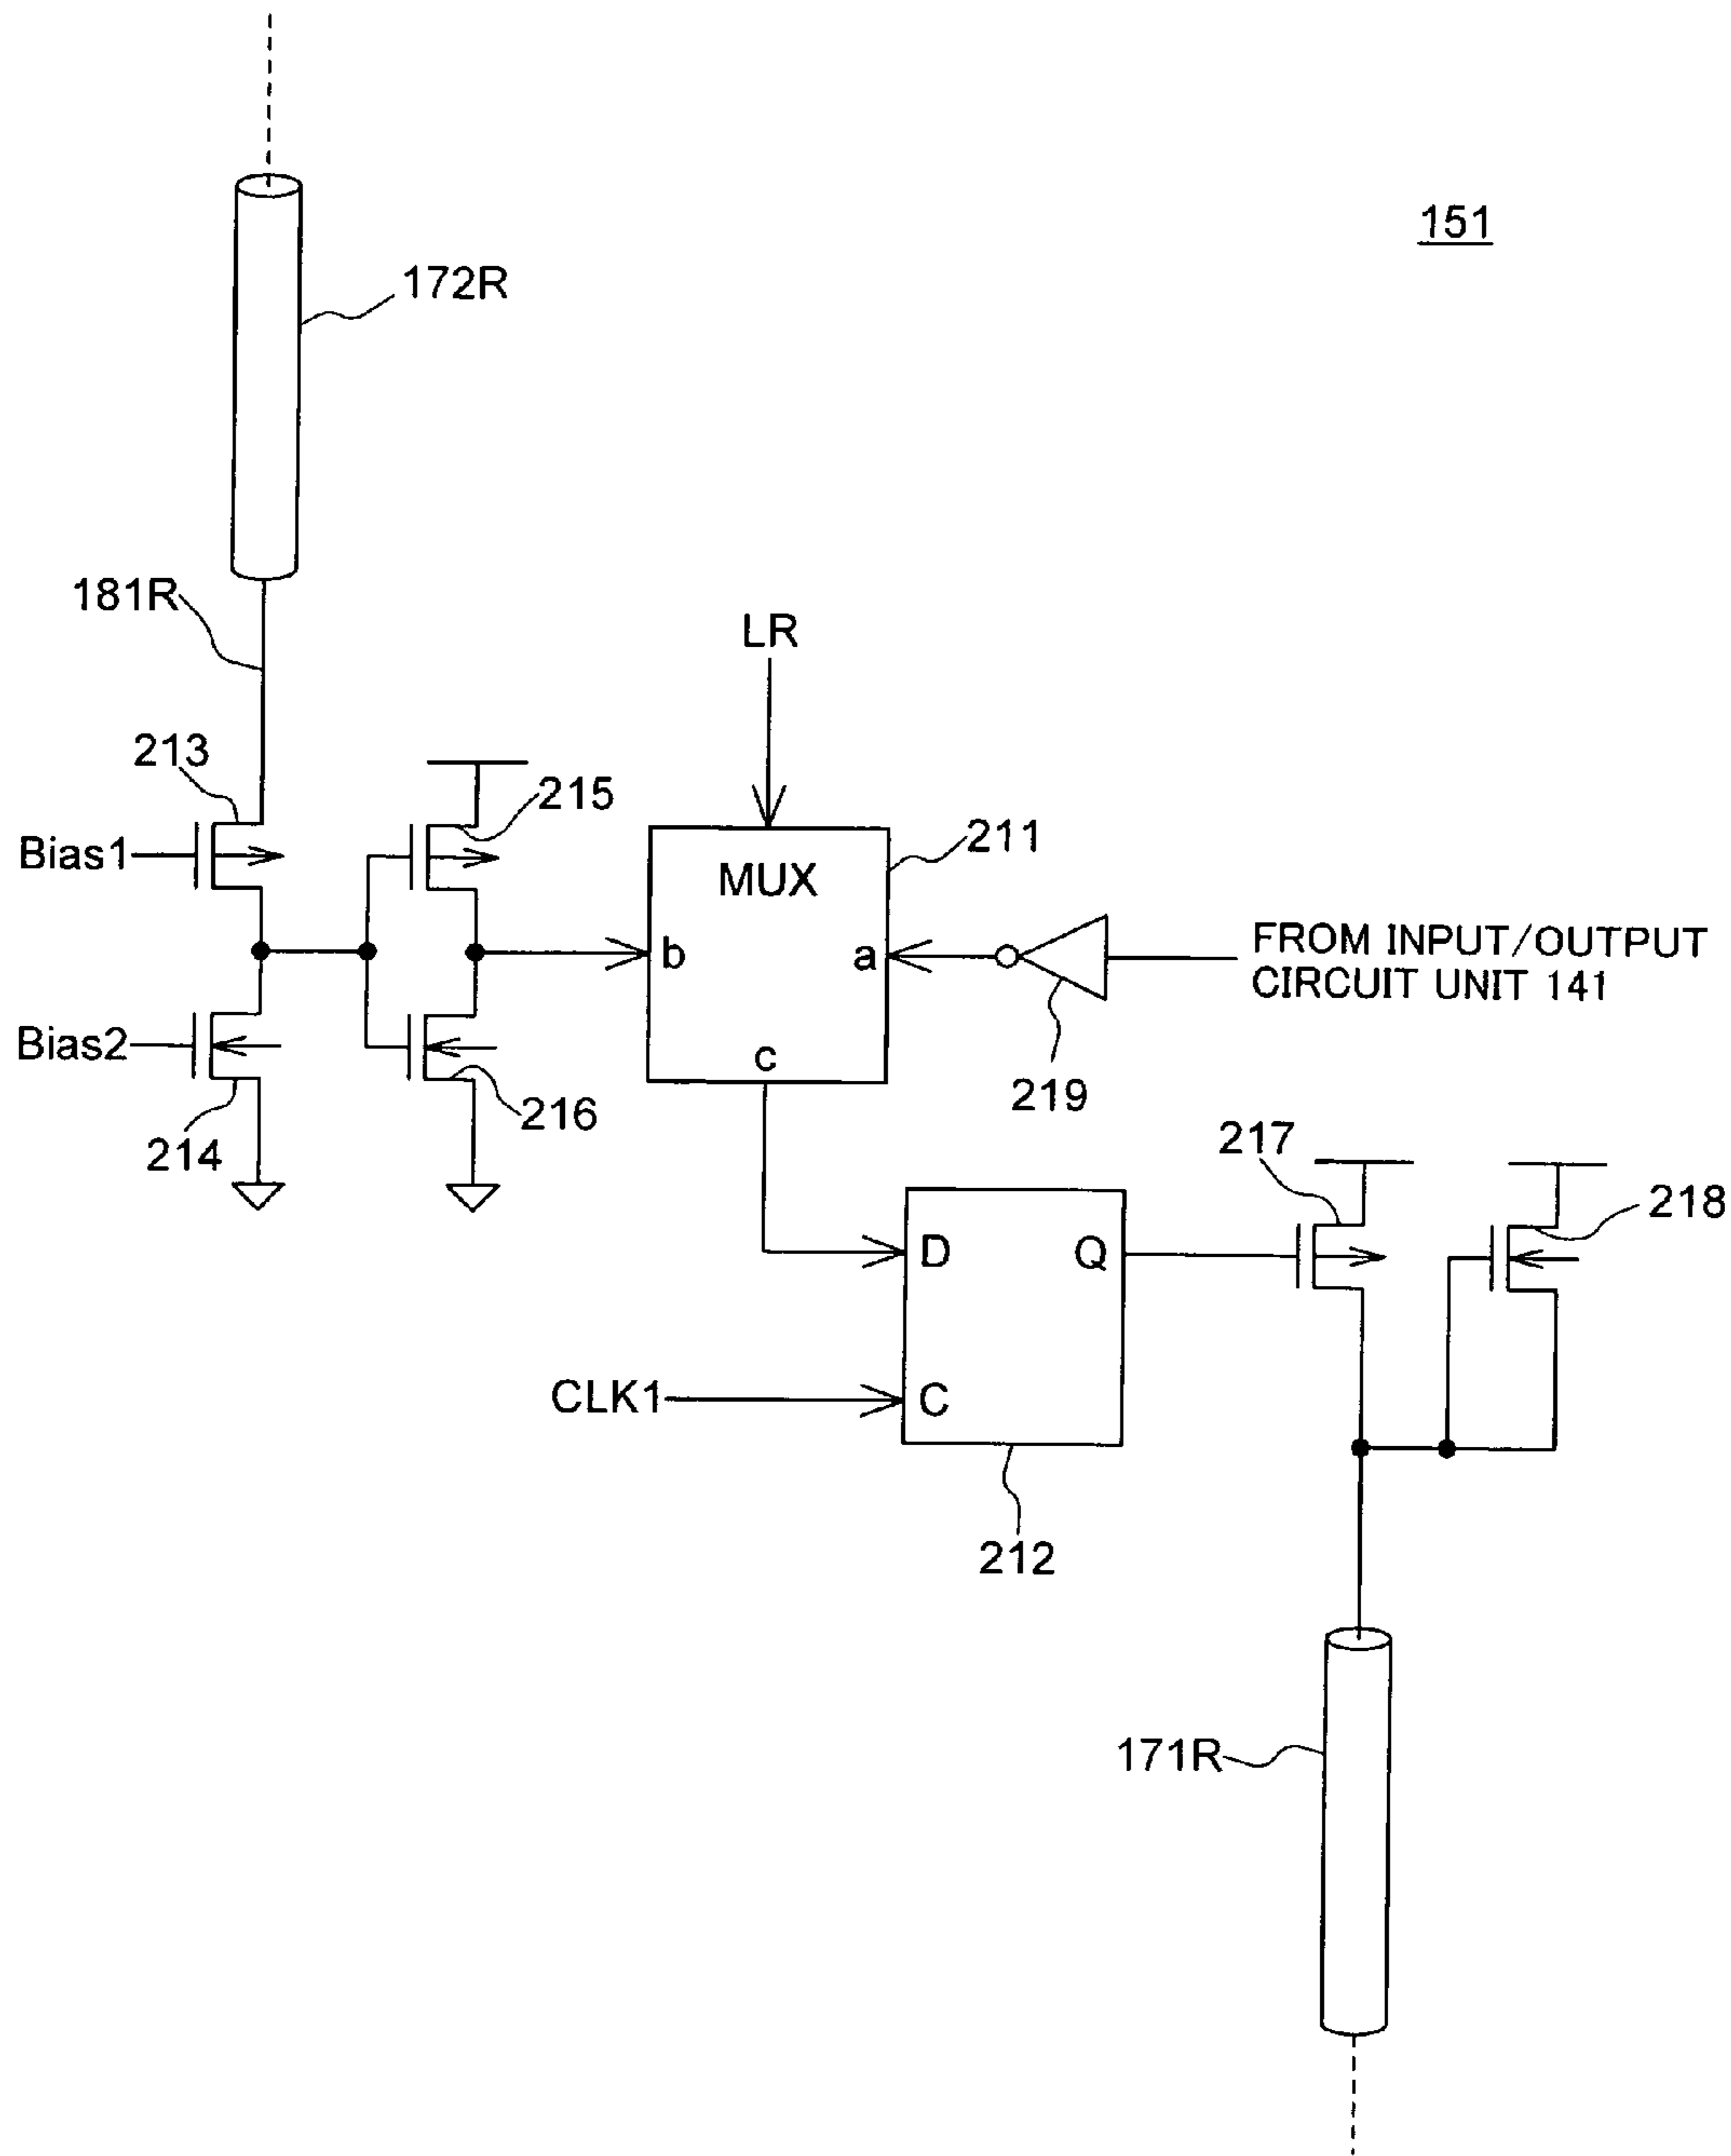 151
172R
181R
LR
213
215
211
Bias1
MUX
b
a
FROM INPUT/OUTPUT
CIRCUIT UNIT 141
Bias2
c
219
214
216
217
218
D
Q
CLK1
C
212
171R